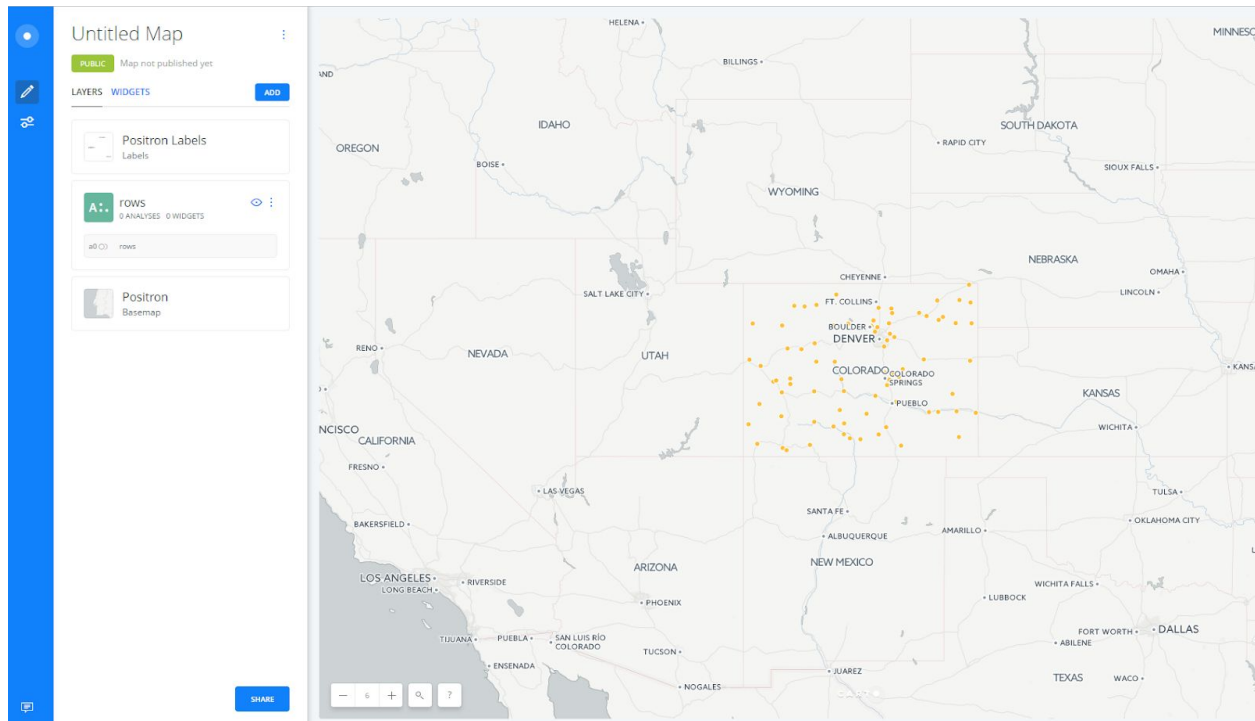 Untitled Map
PUBLIC Map not published yet
LAYERS WIDGETS ADD
Positron Labels
Labels
A
rows
0 ANALYSES 0 WIDGETS
a0 rows
Positron
Basemap
SHARE
HELENA
MINNESO
BILLINGS
AND
IDAHO
SOUTH DAKOTA
OREGON
RAPID CITY
BOISE
SIOUX FALLS
WYOMING
NEBRASKA
CHEYENNE
OMAHA
SALT LAKE CITY
LINCOLN
FT. COLLINS
BOULDER
DENVER
RENO
NEVADA
UTAH
COLORADO
COLORADO
SPRINGS
KANSA
KANSAS
PUEBLO
NCISCO
CALIFORNIA
WICHITA
FRESNO
LAS VEGAS
TULSA
SANTA FE
BAKERSFIELD
OKLAHOMA CITY
AMARILLO
ALBUQUERQUE
NEW MEXICO
ARIZONA
LOS ANGELES
RIVERSIDE
LONG BEACH
WICHITA FALLS
LUBBOCK
PHOENIX
FORT WORTH
DALLAS
TIJUANA
PUEBLA
SAN LUIS RÍO
COLORADO
ABILENE
TUCSON
ENSENADA
JUAREZ
TEXAS
WACO
NOGALES
− 6 + ?
CARTO